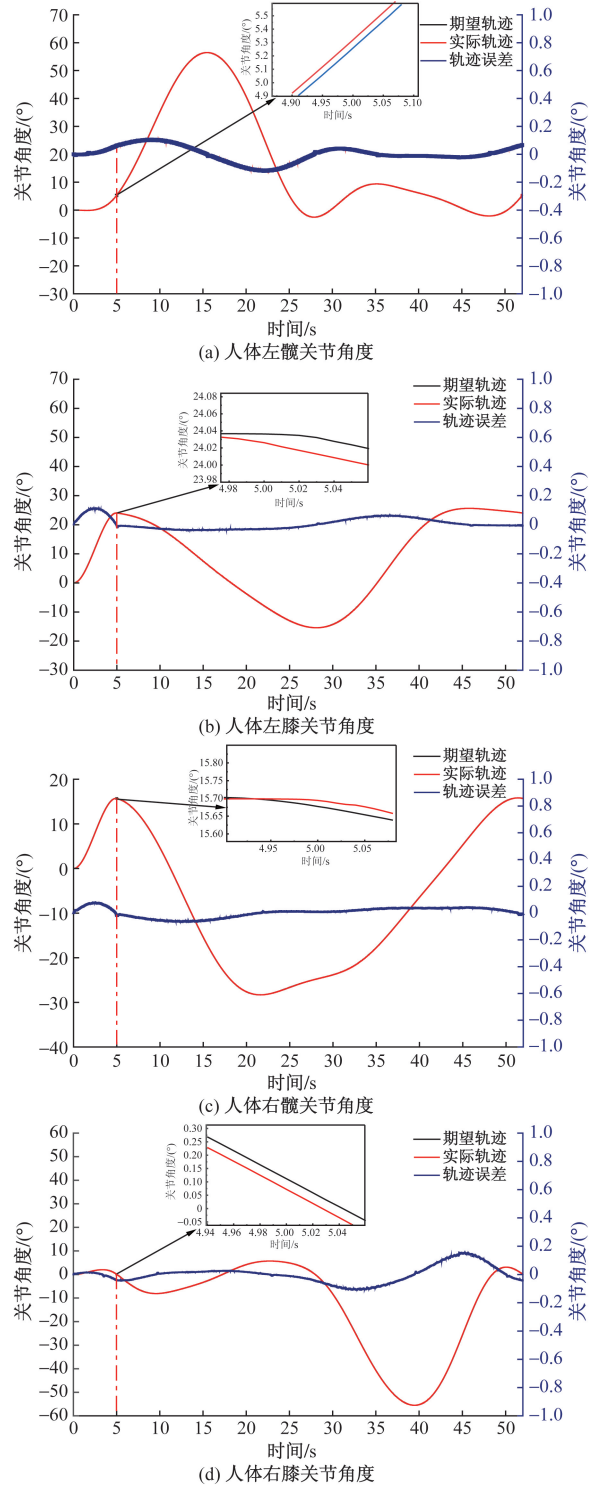 70
60
50
40
30
20
10
0
−10
−20
−30
关节角度/(°)
0 5 10 15 20 25 30 35 40 45 50
时间/s
1.0
0.8
0.6
0.4
0.2
0
−0.2
−0.4
−0.6
−0.8
−1.0
关节角度/(°)
5.5
5.4
5.3
5.2
5.1
5.0
4.9
关节角度/(°)
4.90 4.95 5.00 5.05 5.10
时间/s
期望轨迹
实际轨迹
轨迹误差
(a) 人体左髋关节角度
70
60
50
40
30
20
10
0
−10
−20
−30
关节角度/(°)
0 5 10 15 20 25 30 35 40 45 50
时间/s
1.0
0.8
0.6
0.4
0.2
0
−0.2
−0.4
−0.6
−0.8
−1.0
关节角度/(°)
24.08
24.06
24.04
24.02
24.00
23.98
关节角度/(°)
4.98 5.00 5.02 5.04
时间/s
期望轨迹
实际轨迹
轨迹误差
(b) 人体左膝关节角度
20
10
0
−10
−20
−30
−40
关节角度/(°)
0 5 10 15 20 25 30 35 40 45 50
时间/s
1.0
0.8
0.6
0.4
0.2
0
−0.2
−0.4
−0.6
−0.8
−1.0
关节角度/(°)
15.85
15.80
15.75
15.70
15.65
15.60
关节角度/(°)
4.95 5.00 5.05
时间/s
期望轨迹
实际轨迹
轨迹误差
(c) 人体右髋关节角度
60
50
40
30
20
10
0
−10
−20
−30
−40
−50
−60
关节角度/(°)
0 5 10 15 20 25 30 35 40 45 50
时间/s
1.0
0.8
0.6
0.4
0.2
0
−0.2
−0.4
−0.6
−0.8
−1.0
关节角度/(°)
0.30
0.25
0.20
0.15
0.10
0.05
0
−0.05
关节角度/(°)
4.94 4.96 4.98 5.00 5.02 5.04
时间/s
期望轨迹
实际轨迹
轨迹误差
(d) 人体右膝关节角度